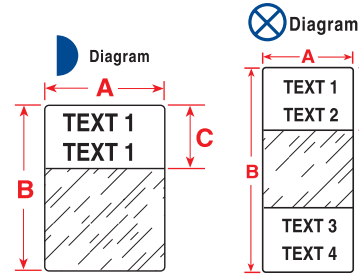 Diagram
A
TEXT 1
TEXT 1
B
C
Diagram
A
TEXT 1
TEXT 2
B
TEXT 3
TEXT 4